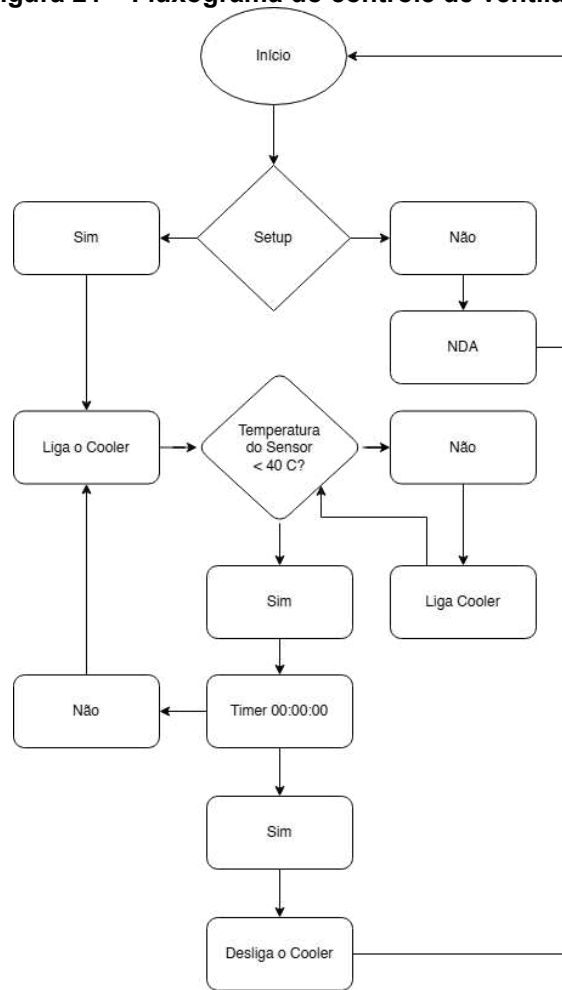 Início
Sim
Setup
Não
NDA
Liga o Cooler
Temperatura
do Sensor
< 40 C?
Não
Sim
Liga Cooler
Não
Timer 00:00:00
Sim
Desliga o Cooler